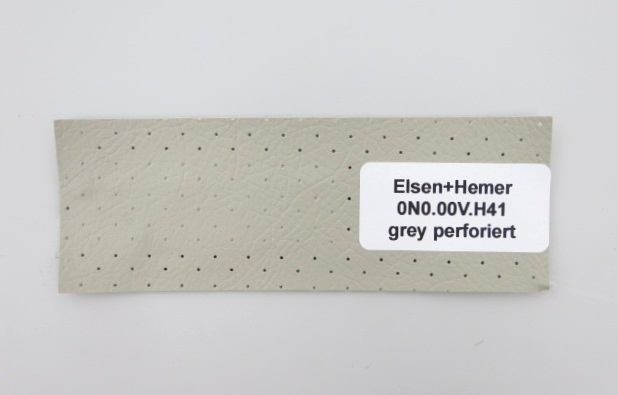 Elsen+Hemer
0N0.00V.H41
grey perforiert